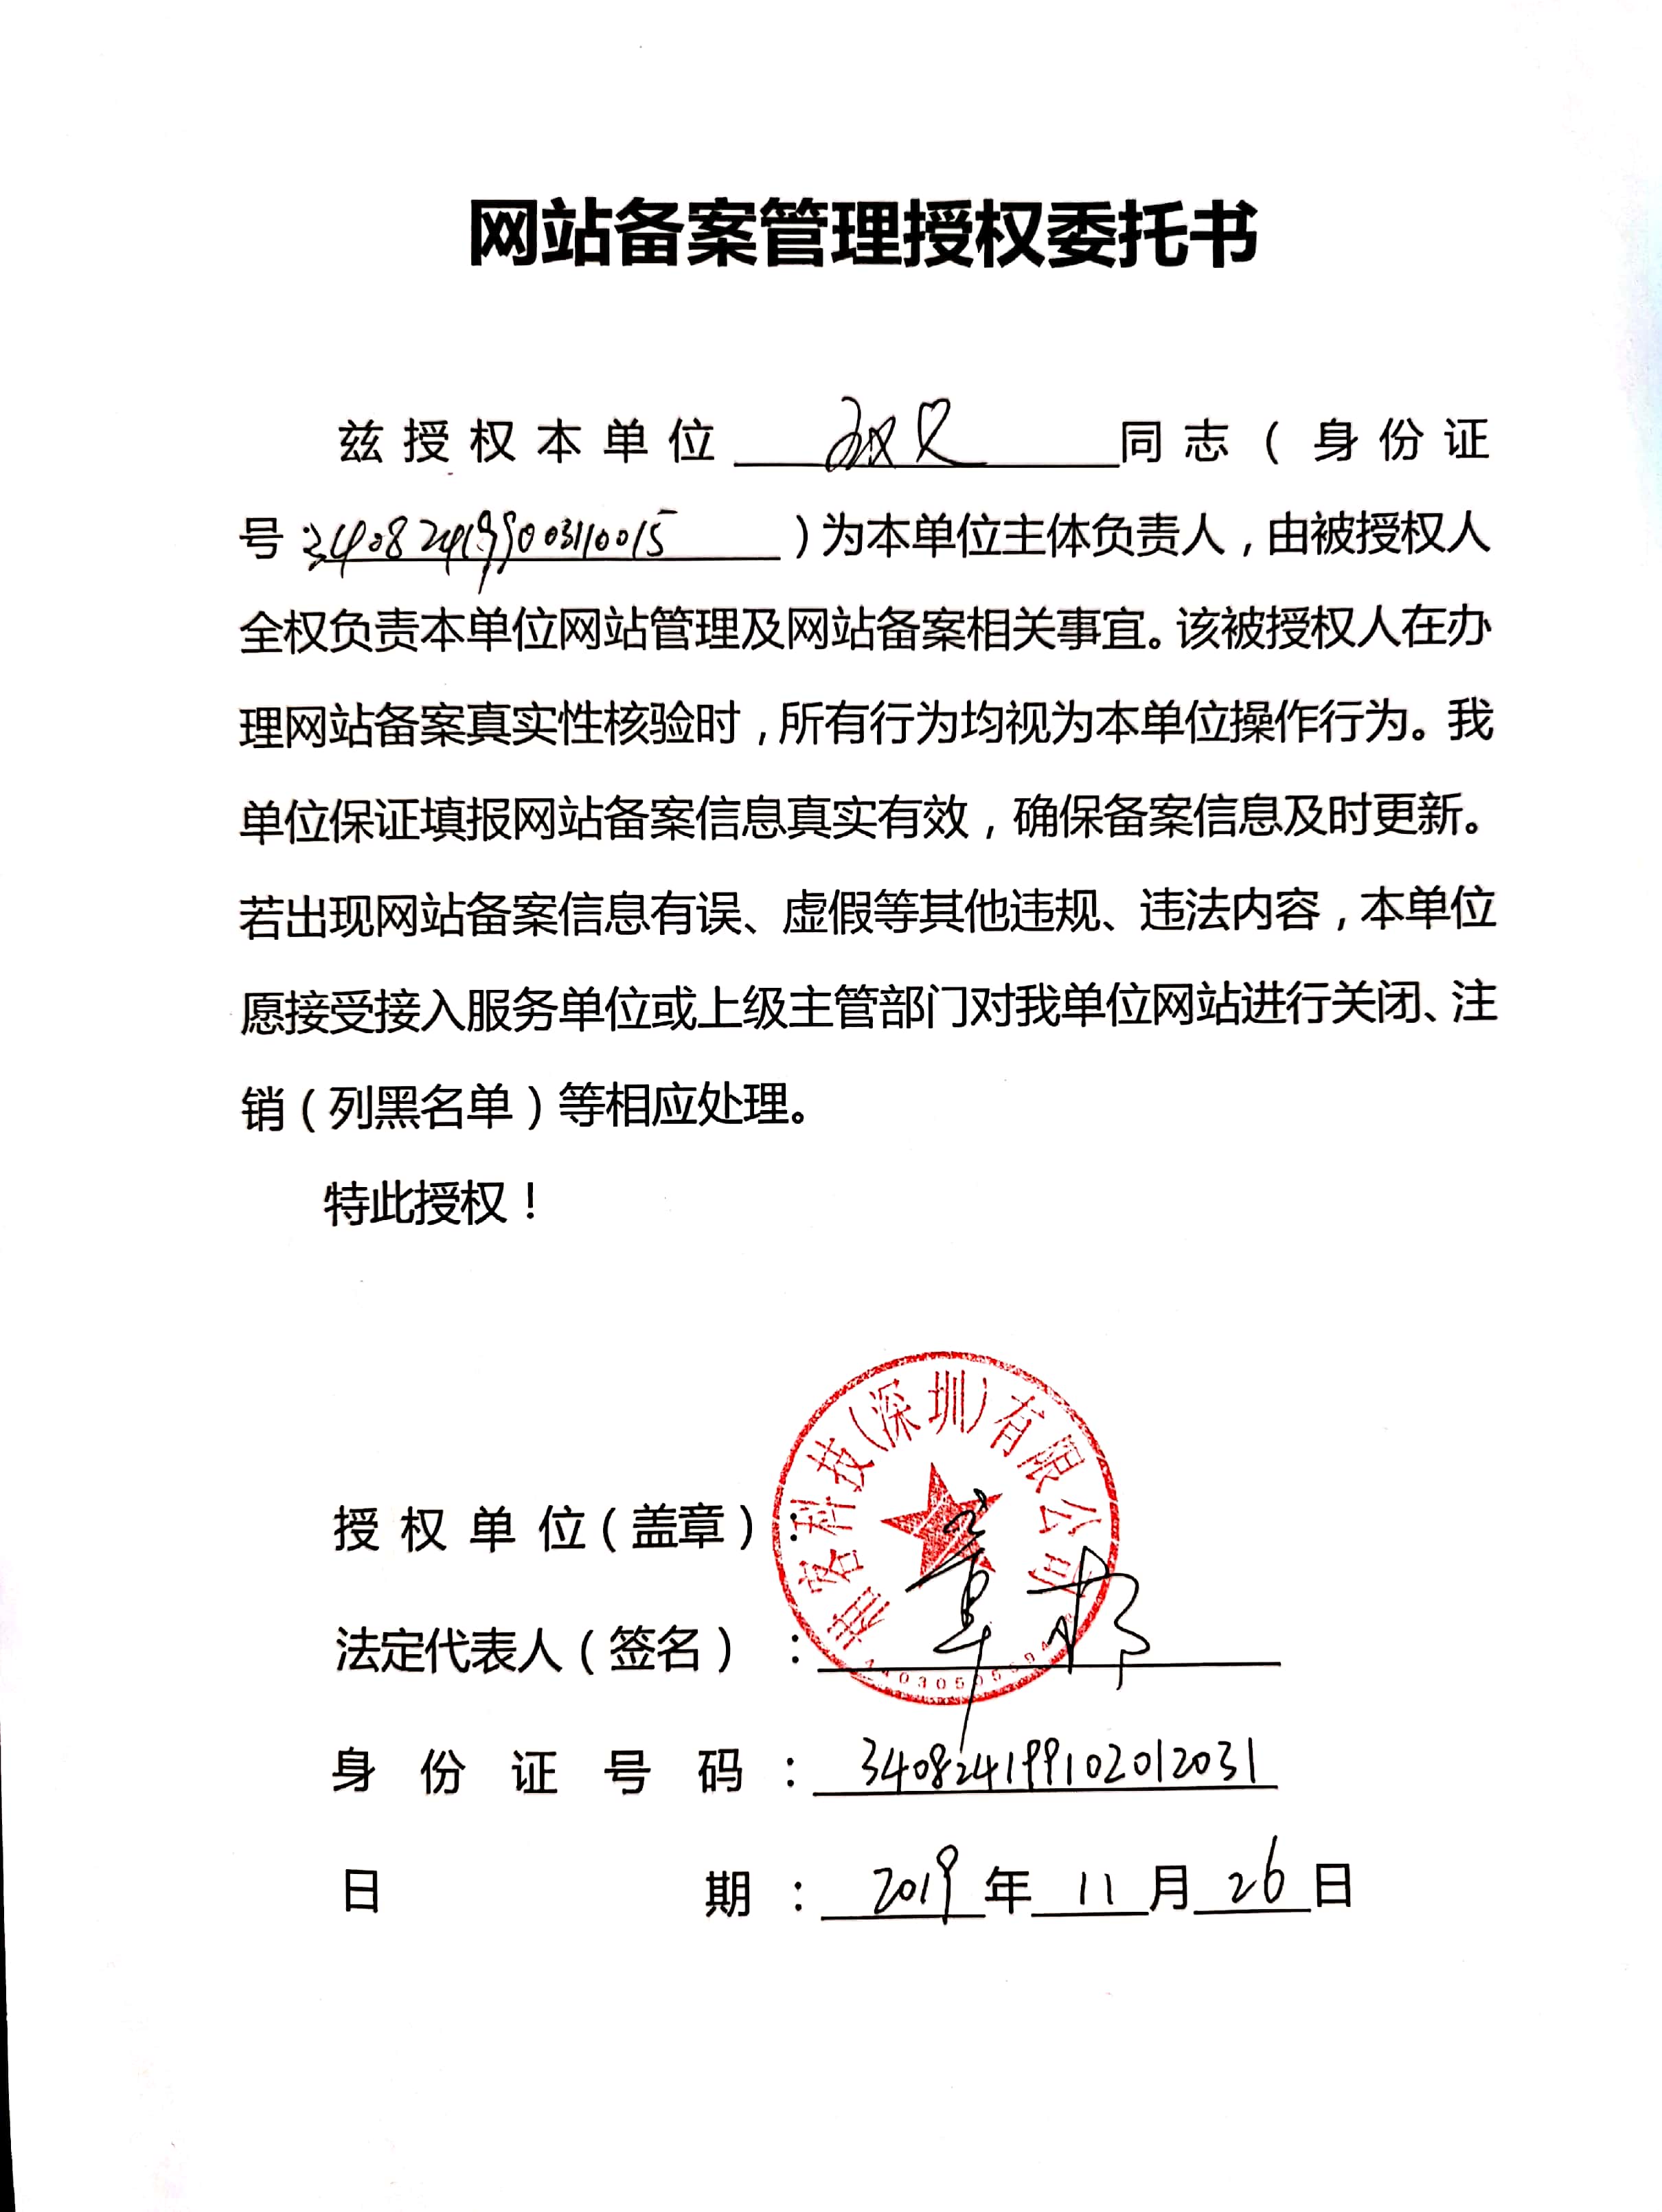 网站备案管理授权委托书
兹授权本单位 同志(身份证
号:340824199003110015)为本单位主体负责人,由被授权人
全权负责本单位网站管理及网站备案相关事宜。该被授权人在办
理网站备案真实性核验时,所有行为均视为本单位操作行为。我
单位保证填报网站备案信息真实有效,确保备案信息及时更新。
若出现网站备案信息有误、虚假等其他违规、违法内容,本单位
愿接受接入服务单位或上级主管部门对我单位网站进行关闭、注
销(列黑名单)等相应处理。
特此授权!
客科技(深圳)有限公司
授权单位(盖章):
法定代表人(签名):章
身份证号码:340824199102012031
日期:2019年11月26日